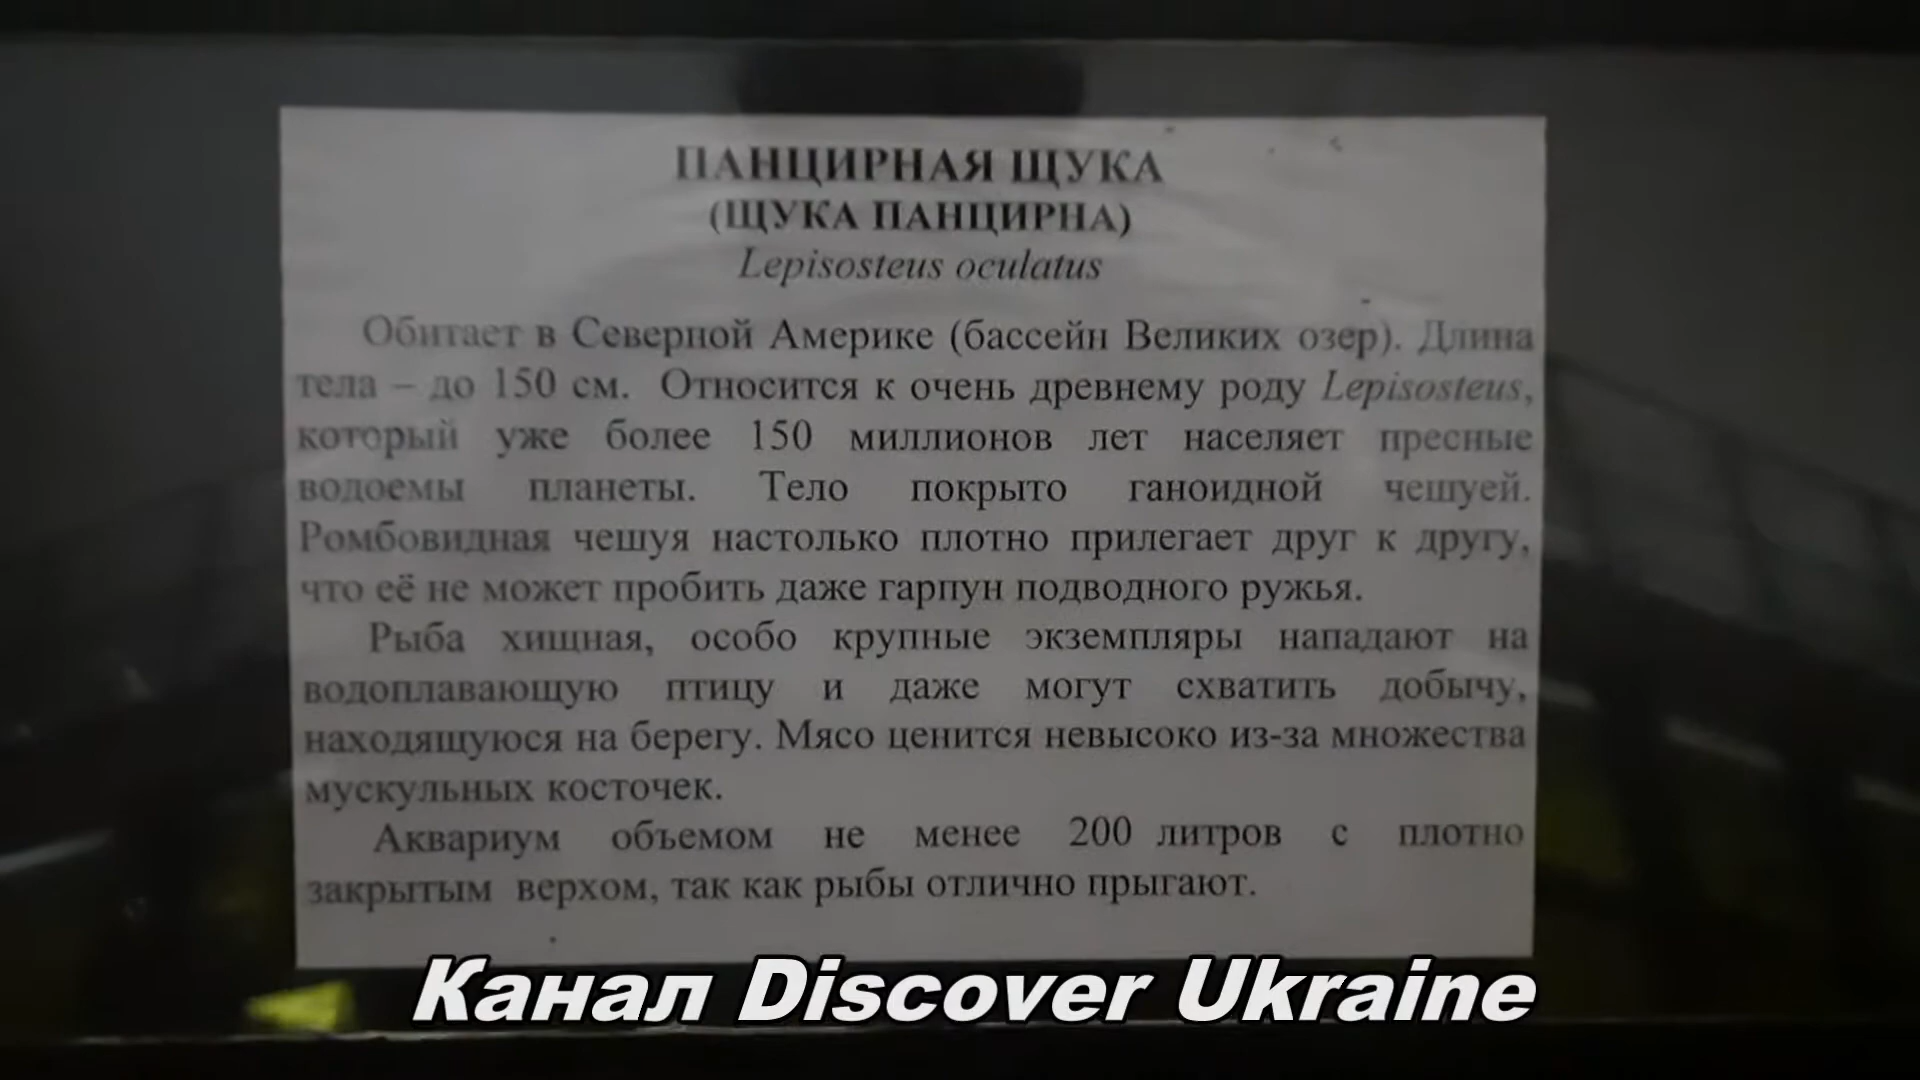 ПАНЦИРНАЯ ЩУКА
(ЩУКА ПАНЦИРНА)
Lepisosteus oculatus
Обитает в Северной Америке (бассейн Великих озер). Длина
тела – до 150 см. Относится к очень древнему роду Lepisosteus,
который уже более 150 миллионов лет населяет пресные
водоемы планеты. Тело покрыто ганоидной чешуей.
Ромбовидная чешуя настолько плотно прилегает друг к другу,
что её не может пробить даже гарпун подводного ружья.
Рыба хищная, особо крупные экземпляры нападают на
водоплавающую птицу и даже могут схватить добычу,
находящуюся на берегу. Мясо ценится невысоко из-за множества
мускульных косточек.
Аквариум объемом не менее 200 литров с плотно
закрытым верхом, так как рыбы отлично прыгают.
Канал Discover Ukraine